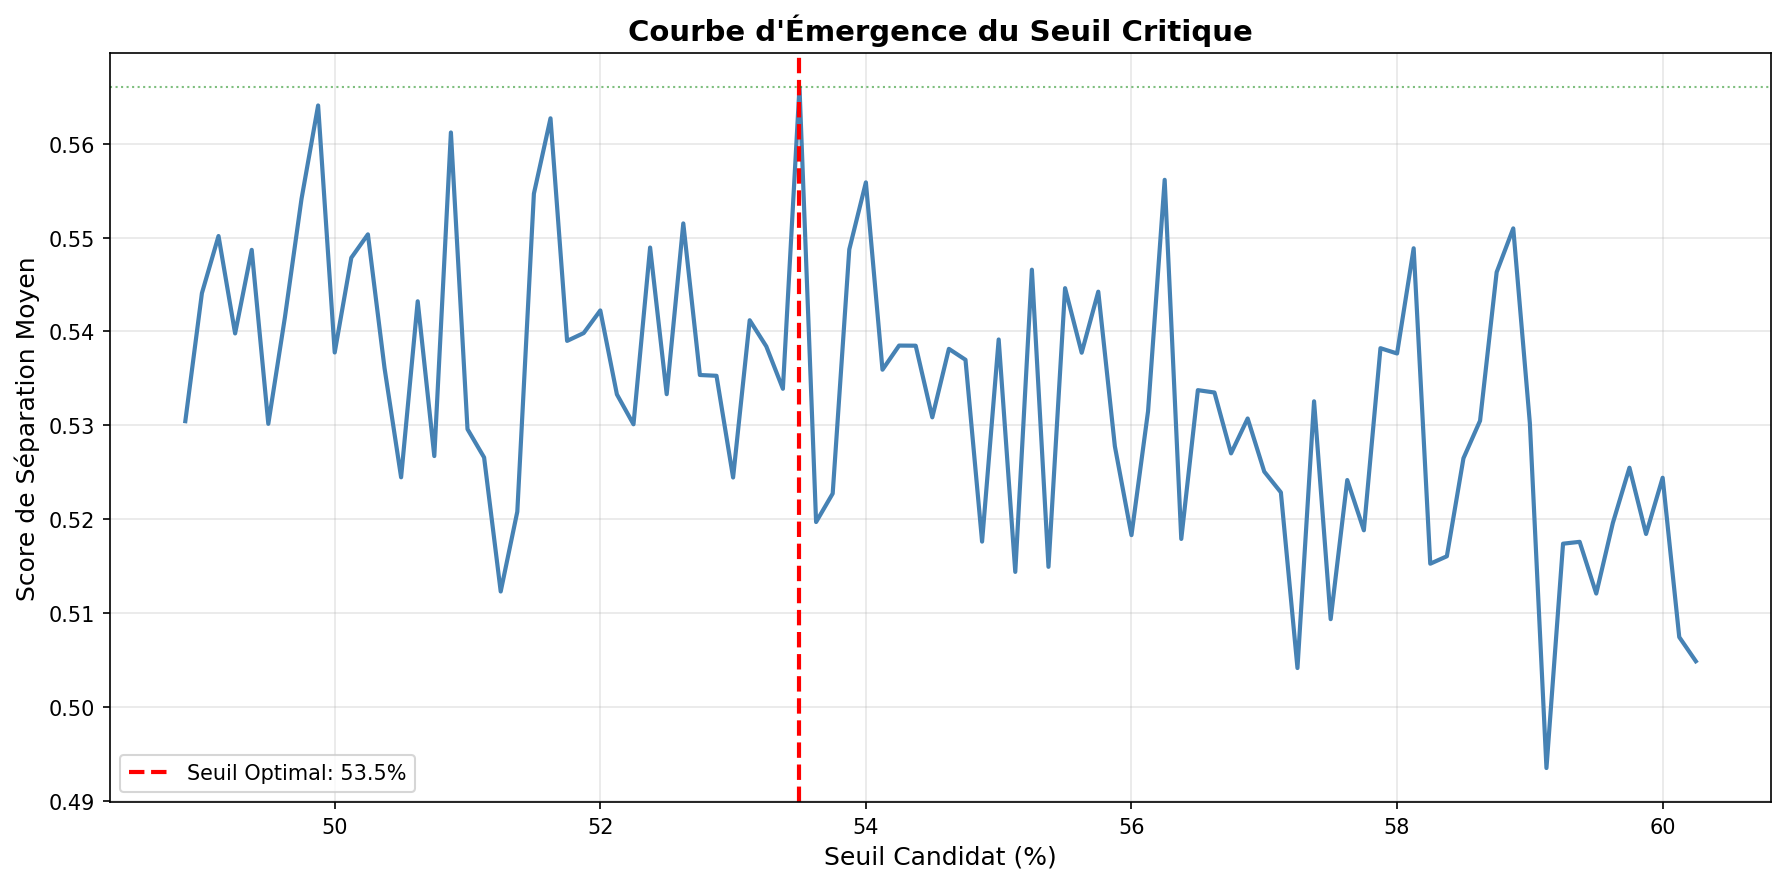 Courbe d'Émergence du Seuil Critique
Score de Séparation Moyen
0.56
0.55
0.54
0.53
0.52
0.51
0.50
0.49
Seuil Optimal: 53.5%
50 52 54 56 58 60
Seuil Candidat (%)